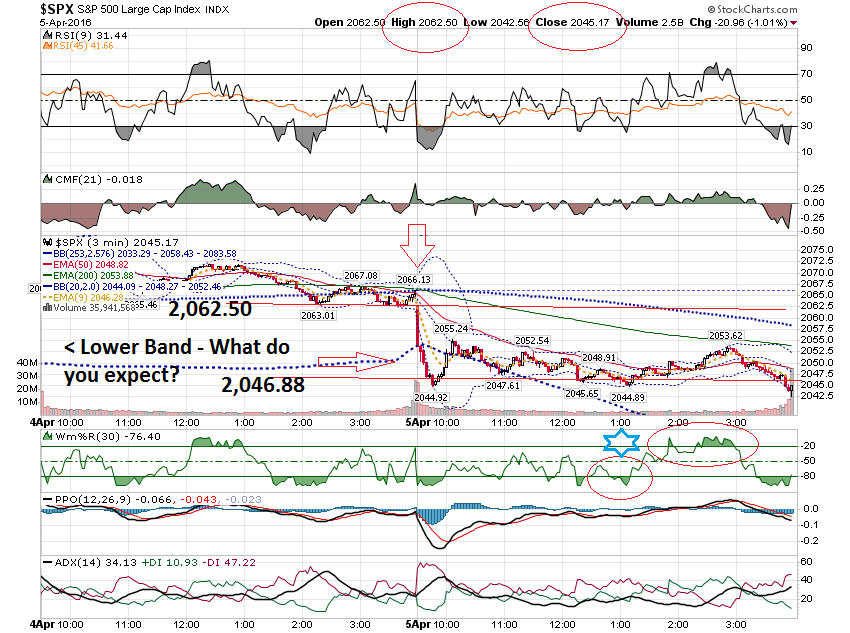 $SPX S&P 500 Large Cap Index INDX
© StockCharts.com
5-Apr-2016
Open 2062.50 High 2062.50 Low 2042.56 Close 2045.17 Volume 2.5B Chg -20.96 (-1.01%)
RSI(9) 31.44
RSI(45) 41.66
90
70
50
30
10
CMF(21) -0.018
0.25
0.00
-0.25
-0.50
$SPX (3 min) 2045.17
BB(253,2.576) 2033.29 - 2058.43 - 2083.58
EMA(50) 2048.82
EMA(200) 2053.88
BB(20,2.0) 2044.09 - 2048.27 - 2052.46
EMA(9) 2046.28
Volume 35,941,568
55.46
20
2,062.50
< Lower Band - What do
you expect?
2,046.88
2063.01
2067.08
2066.13
2055.24
2044.92
2047.61
2052.54
2048.91
2045.65
2044.89
2053.62
2075.0
2072.5
2070.0
2067.5
2065.0
2062.5
2060.0
2057.5
2055.0
2052.5
2050.0
2047.5
2045.0
2042.5
40M
30M
20M
10M
4Apr 10:00 11:00 12:00 1:00 2:00 3:00 5Apr 10:00 11:00 12:00 1:00 2:00 3:00
Wm%R(30) -76.40
-20
-50
-80
PPO(12,26,9) -0.066, -0.043, -0.023
0.0
-0.1
-0.2
ADX(14) 34.13 +DI 10.93 -DI 47.22
60
40
20
4Apr 10:00 11:00 12:00 1:00 2:00 3:00 5Apr 10:00 11:00 12:00 1:00 2:00 3:00